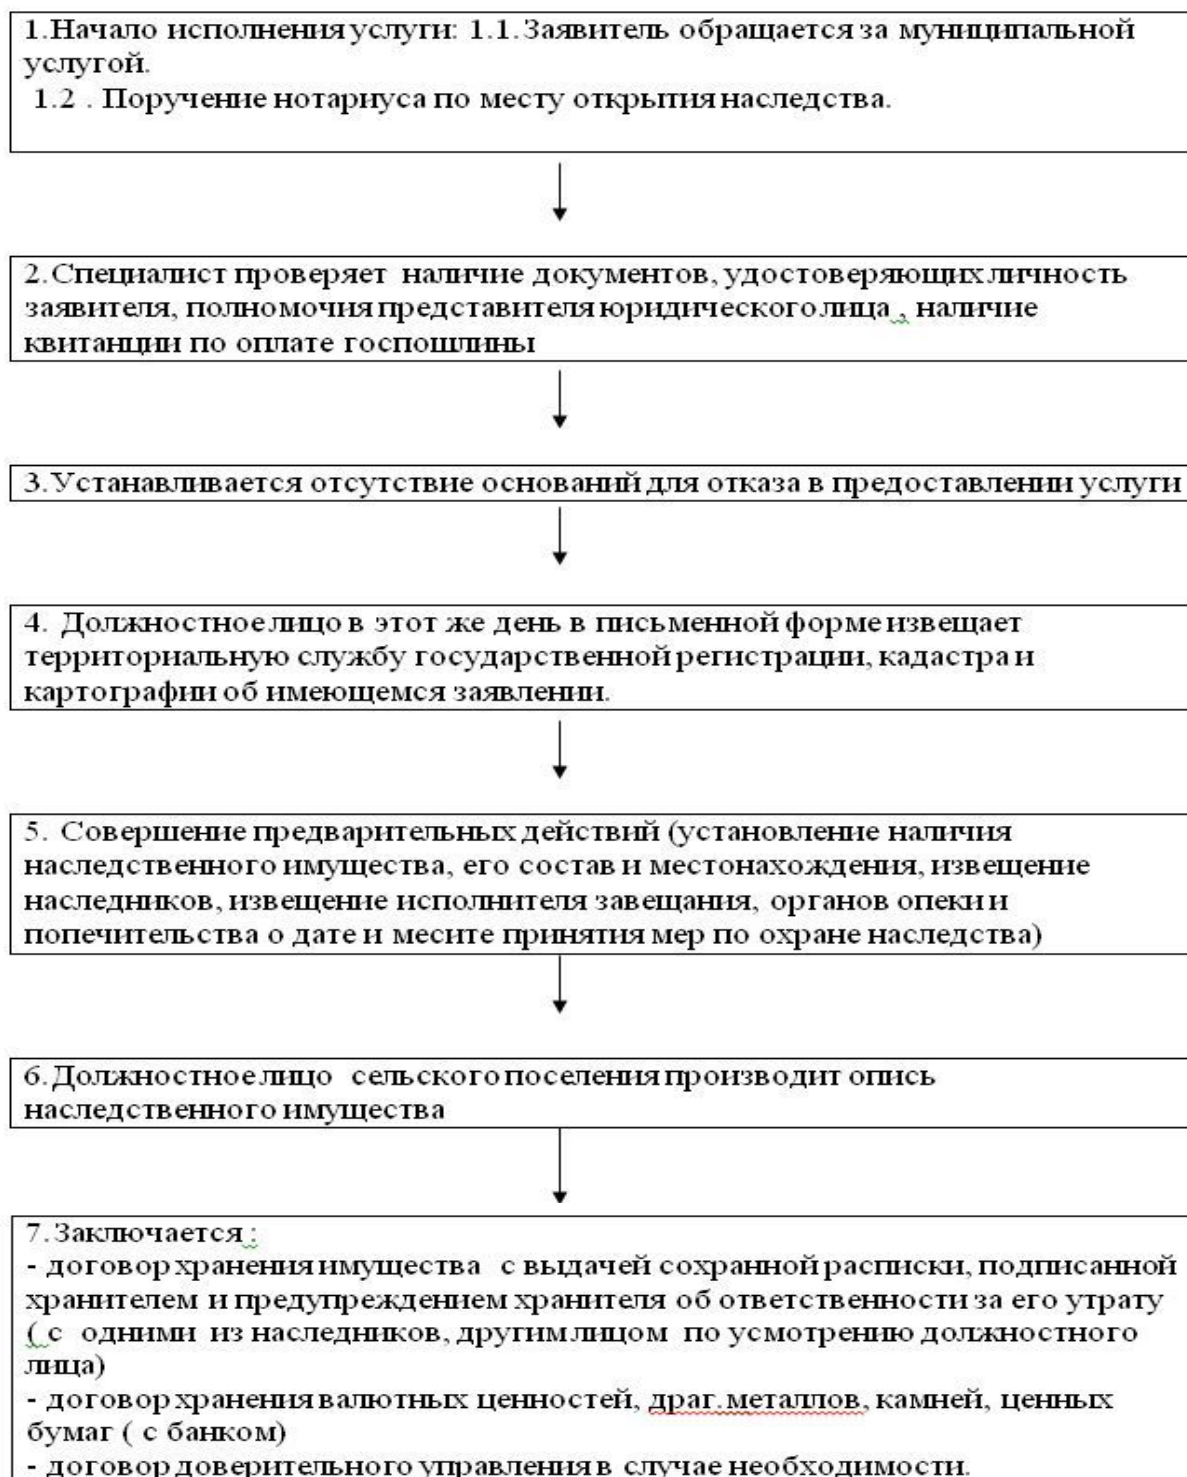 1.Начало исполнения услуги: 1.1.Заявитель обращается за муниципальной
услугой.
1.2 . Поручение нотариуса по месту открытия наследства.
2.Специалист проверяет наличие документов, удостоверяющих личность
заявителя, полномочия представителя юридического лица , наличие
квитанции по оплате госпошлины
3.Устанавливается отсутствие оснований для отказа в предоставлении услуги
4. Должностное лицо в этот же день в письменной форме извещает
территориальную службу государственной регистрации, кадастра и
картографии об имеющемся заявлении.
5. Совершение предварительных действий (установление наличия
наследственного имущества, его состав и местонахождения, извещение
наследников, извещение исполнителя завещания, органов опеки и
попечительства о дате и месите принятия мер по охране наследства)
6.Должностное лицо сельского поселения производит опись
наследственного имущества
7.Заключается :
- договор хранения имущества с выдачей сохранной расписки, подписанной
хранителем и предупреждением хранителя об ответственности за его утрату
( с одними из наследников, другим лицом по усмотрению должностного
лица)
- договор хранения валютных ценностей, драг.металлов, камней, ценных
бумаг ( с банком)
- договор доверительного управления в случае необходимости.